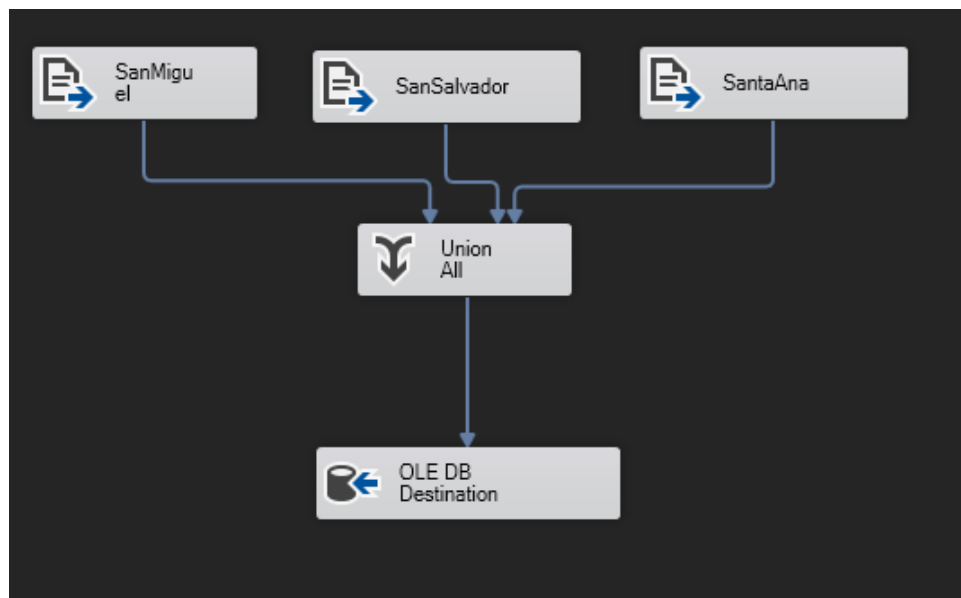 SanMigu
el
SanSalvador
SantaAna
Union
All
OLE DB
Destination